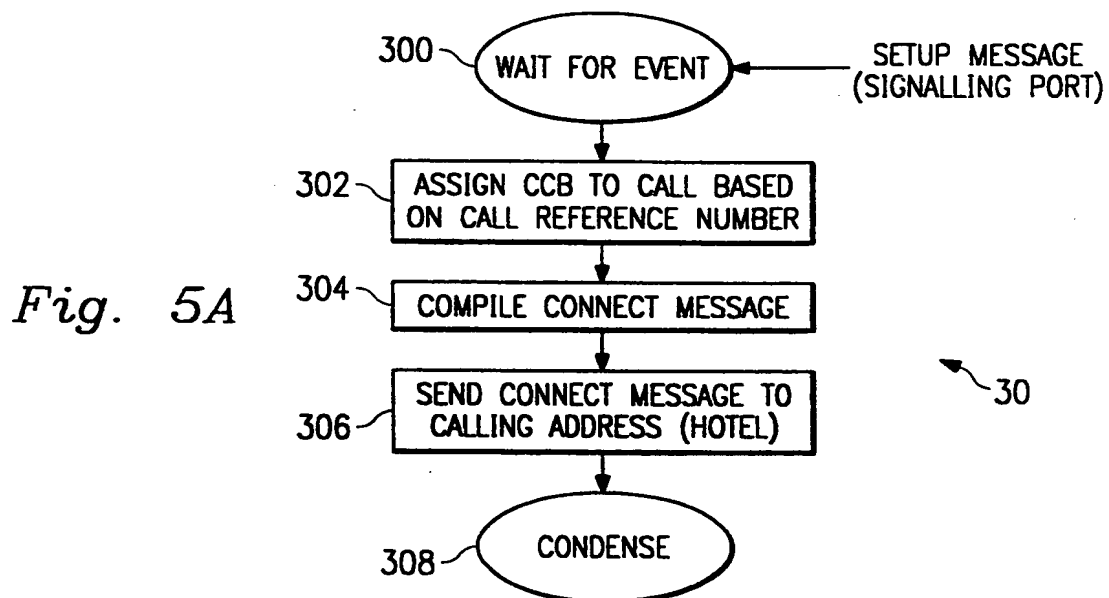 300
WAIT FOR EVENT
SETUP MESSAGE
(SIGNALLING PORT)
302
ASSIGN CCB TO CALL BASED
ON CALL REFERENCE NUMBER
Fig. 5A
304
COMPILE CONNECT MESSAGE
30
306
SEND CONNECT MESSAGE TO
CALLING ADDRESS (HOTEL)
308
CONDENSE